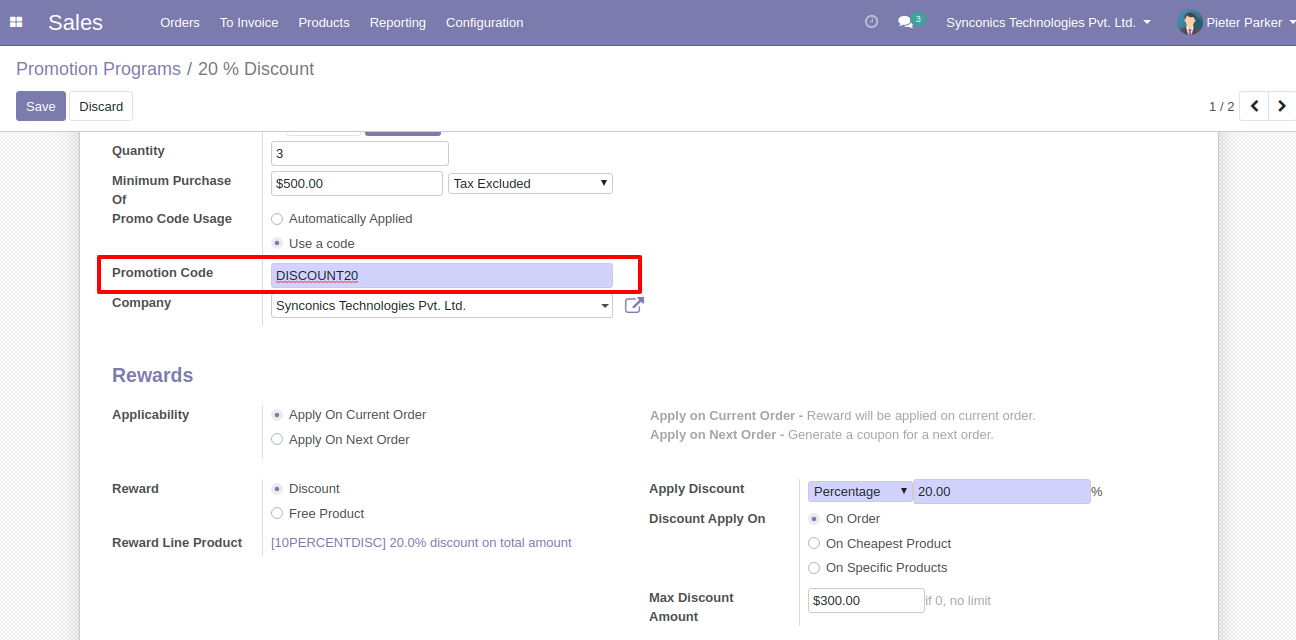 Sales Orders To Invoice Products Reporting Configuration 3 Synconics Technologies Pvt. Ltd. Pieter Parker
Promotion Programs / 20 % Discount
Save Discard 1 / 2
Quantity 3
Minimum Purchase Of $500.00 Tax Excluded
Promo Code Usage Automatically Applied
Use a code
Promotion Code DISCOUNT20
Company Synconics Technologies Pvt. Ltd.
Rewards
Applicability Apply On Current Order Apply on Current Order - Reward will be applied on current order.
Apply On Next Order Apply on Next Order - Generate a coupon for a next order.
Reward Discount Apply Discount Percentage 20.00 %
Free Product Discount Apply On On Order
Reward Line Product [10PERCENTDISC] 20.0% discount on total amount On Cheapest Product
On Specific Products
Max Discount Amount $300.00 if 0, no limit